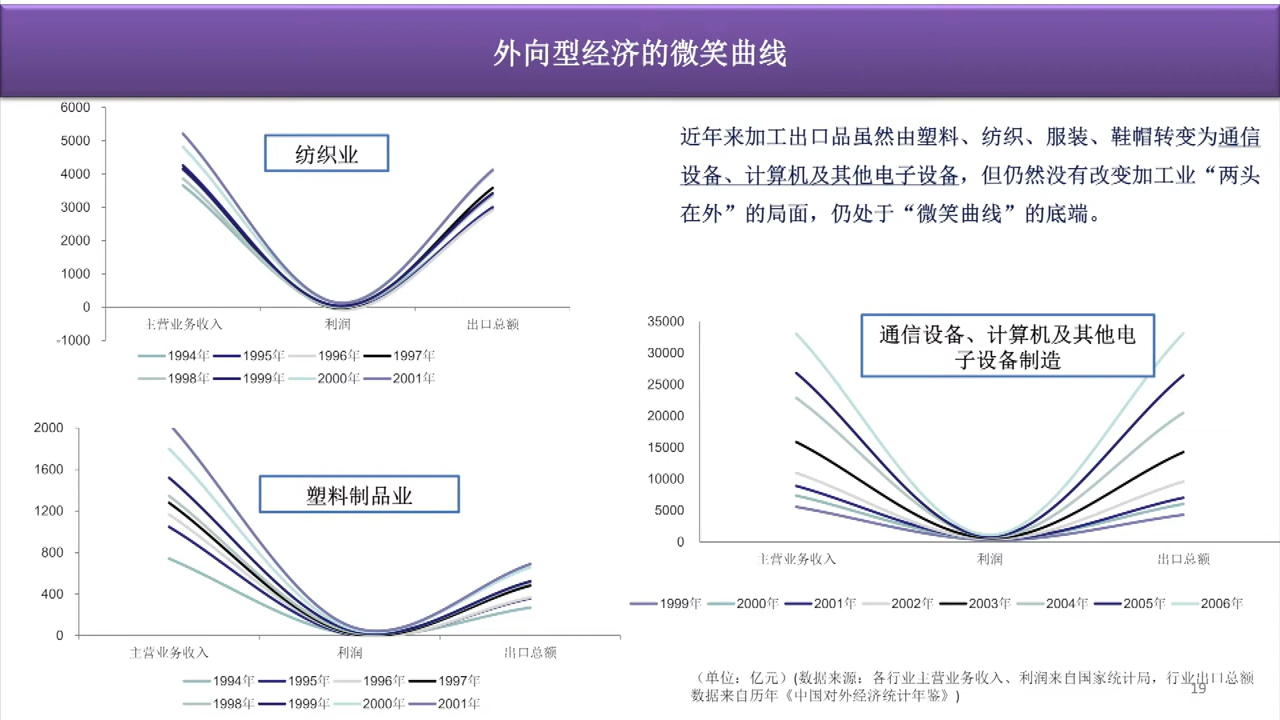 外向型经济的微笑曲线
6000
5000
4000
3000
2000
1000
0
-1000
纺织业
主营业务收入 利润 出口总额
1994年 1995年 1996年 1997年
1998年 1999年 2000年 2001年
近年来加工出口品虽然由塑料、纺织、服装、鞋帽转变为通信
设备、计算机及其他电子设备，但仍然没有改变加工业“两头
在外”的局面，仍处于“微笑曲线”的底端。
2000
1600
1200
800
400
0
塑料制品业
主营业务收入 利润 出口总额
1994年 1995年 1996年 1997年
1998年 1999年 2000年 2001年
35000
30000
25000
20000
15000
10000
5000
0
通信设备、计算机及其他电
子设备制造
主营业务收入 利润 出口总额
1999年 2000年 2001年 2002年 2003年 2004年 2005年 2006年
（单位：亿元）(数据来源：各行业主营业务收入、利润来自国家统计局，行业出口总额
数据来自历年《中国对外经济统计年鉴》)
19